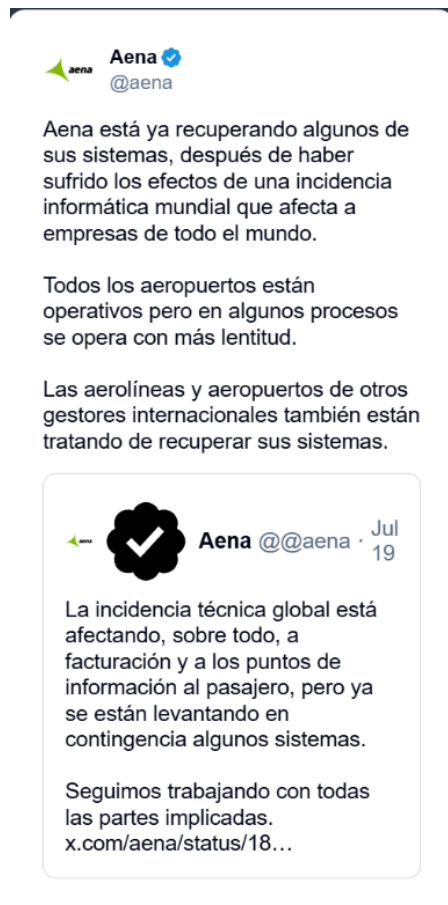 Aena
aena
@aena
Aena está ya recuperando algunos de
sus sistemas, después de haber
sufrido los efectos de una incidencia
informática mundial que afecta a
empresas de todo el mundo.
Todos los aeropuertos están
operativos pero en algunos procesos
se opera con más lentitud.
Las aerolíneas y aeropuertos de otros
gestores internacionales también están
tratando de recuperar sus sistemas.
aena Aena @@aena · Jul
19
La incidencia técnica global está
afectando, sobre todo, a
facturación y a los puntos de
información al pasajero, pero ya
se están levantando en
contingencia algunos sistemas.
Seguimos trabajando con todas
las partes implicadas.
x.com/aena/status/18…